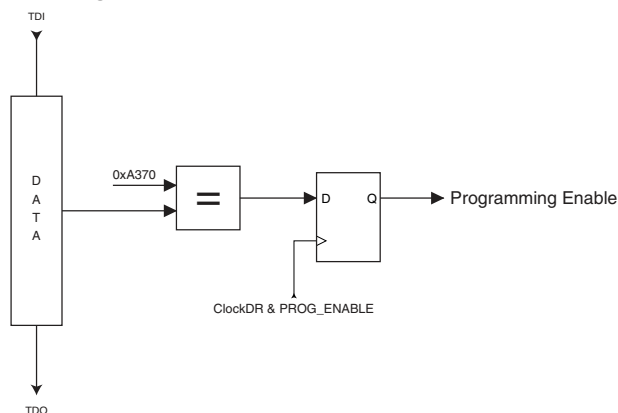 TDI
D
A
T
A
0xA370
=
D
Q
Programming Enable
ClockDR & PROG_ENABLE
TDO